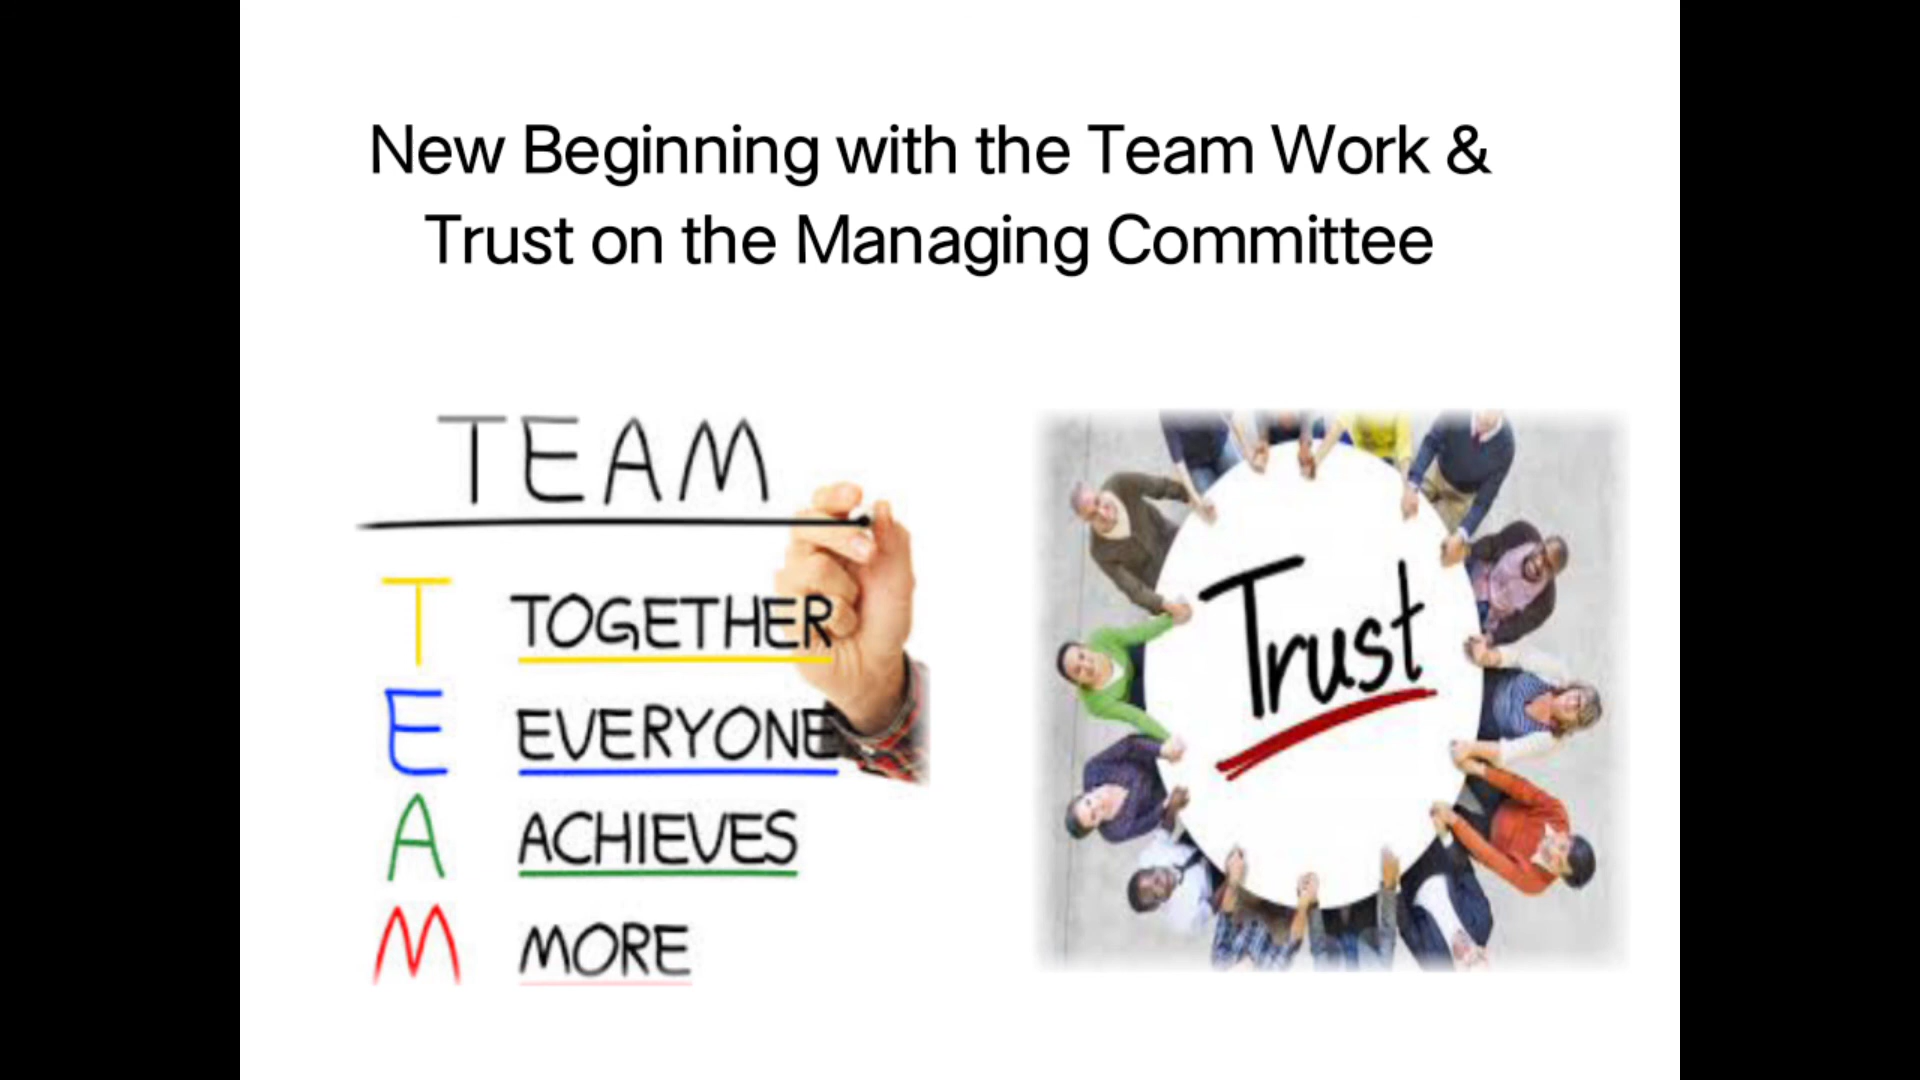 New Beginning with the Team Work &
Trust on the Managing Committee
TEAM
T TOGETHER
E EVERYONE
A ACHIEVES
M MORE
Trust